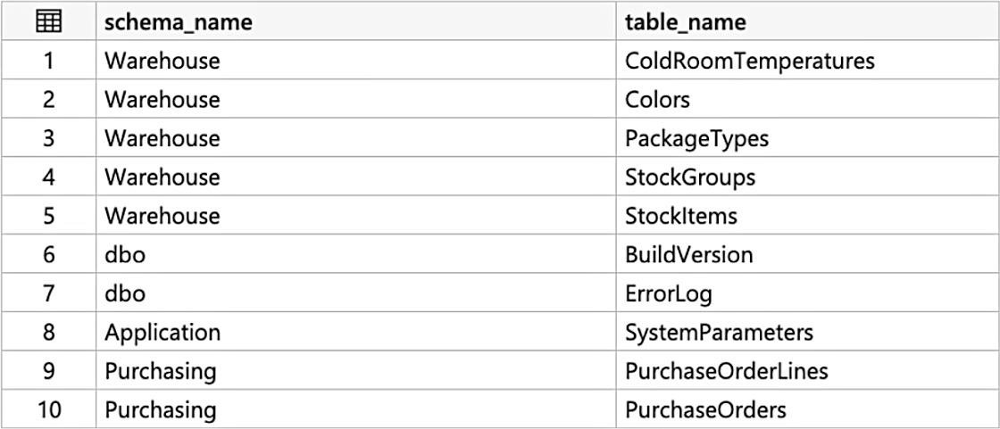 schema_name table_name
1 Warehouse ColdRoomTemperatures
2 Warehouse Colors
3 Warehouse PackageTypes
4 Warehouse StockGroups
5 Warehouse StockItems
6 dbo BuildVersion
7 dbo ErrorLog
8 Application SystemParameters
9 Purchasing PurchaseOrderLines
10 Purchasing PurchaseOrders